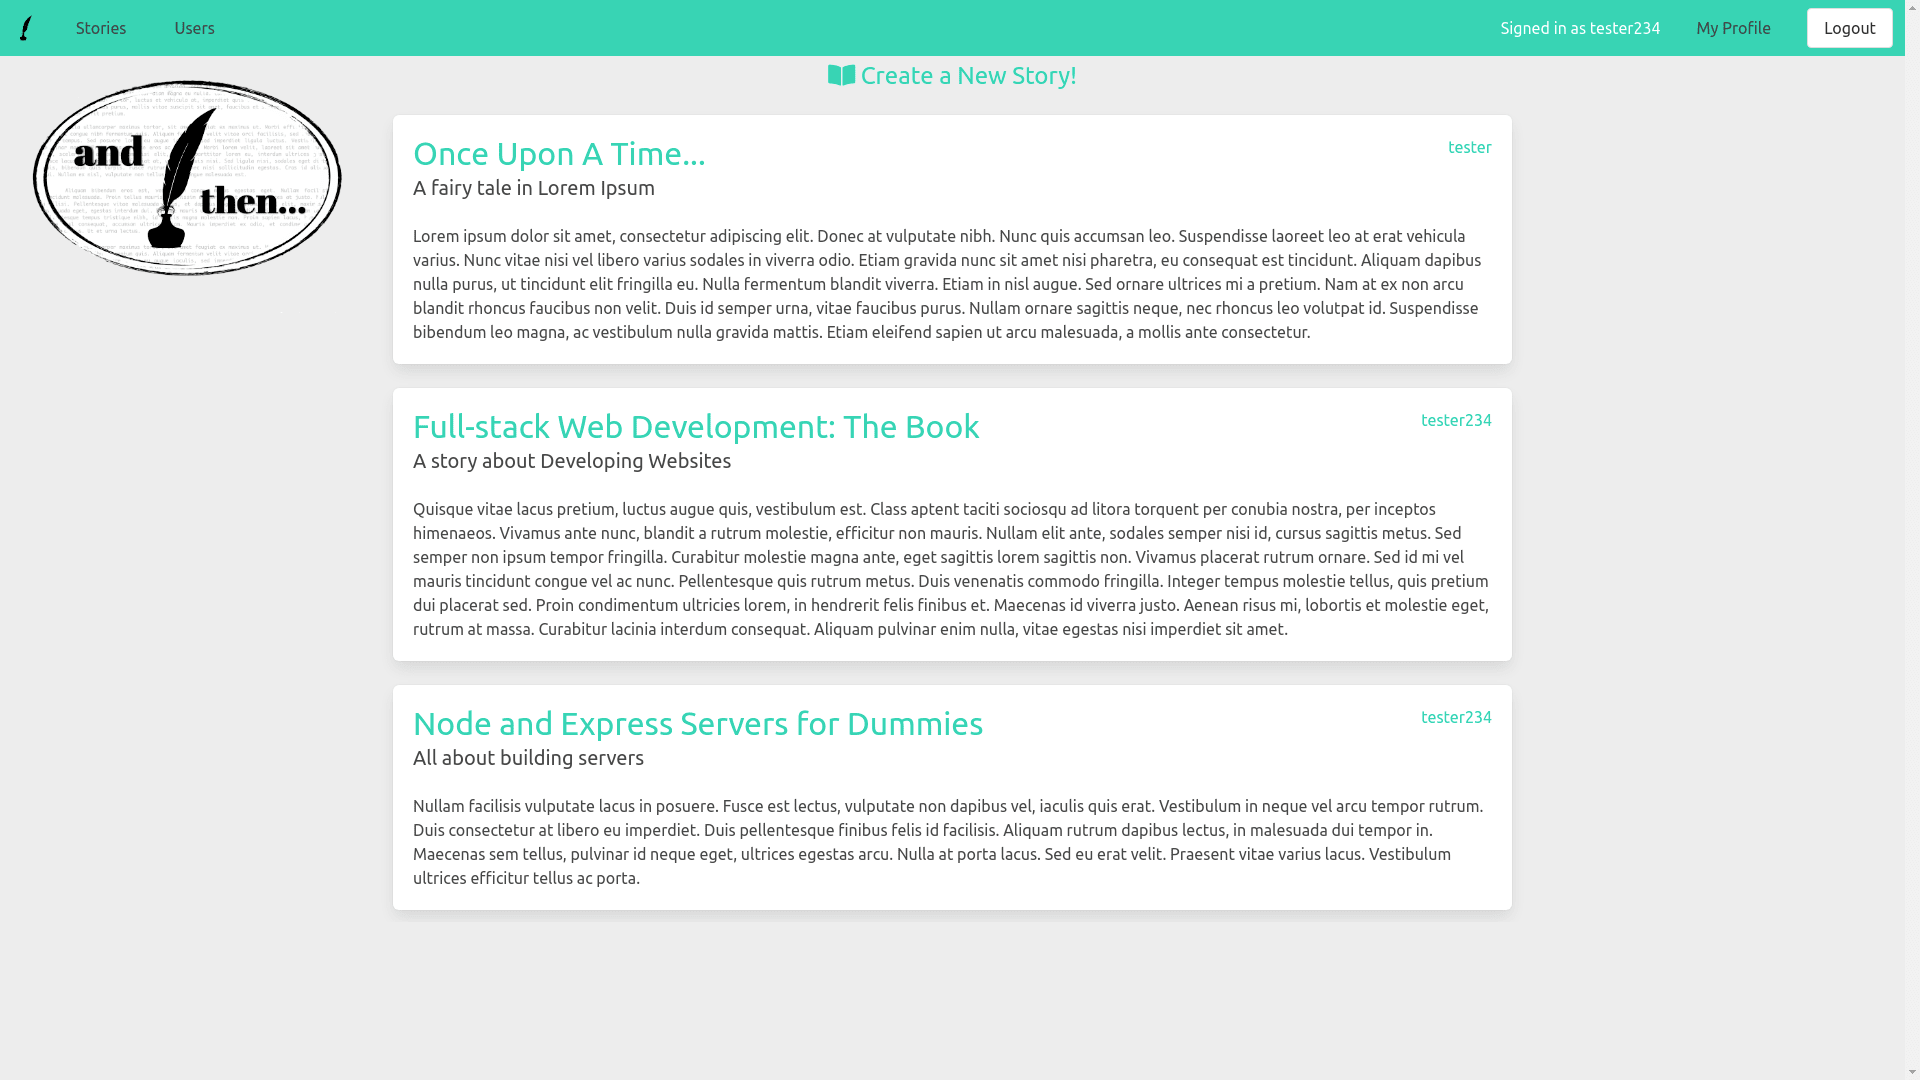 Stories
Users
Signed in as tester234
My Profile
Logout
and
then...
Create a New Story!
Once Upon A Time...
tester
A fairy tale in Lorem Ipsum
Lorem ipsum dolor sit amet, consectetur adipiscing elit. Donec at vulputate nibh. Nunc quis accumsan leo. Suspendisse laoreet leo at erat vehicula
varius. Nunc vitae nisi vel libero varius sodales in viverra odio. Etiam gravida nunc sit amet nisi pharetra, eu consequat est tincidunt. Aliquam dapibus
nulla purus, ut tincidunt elit fringilla eu. Nulla fermentum blandit viverra. Etiam in nisl augue. Sed ornare ultrices mi a pretium. Nam at ex non arcu
blandit rhoncus faucibus non velit. Duis id semper urna, vitae faucibus purus. Nullam ornare sagittis neque, nec rhoncus leo volutpat id. Suspendisse
bibendum leo magna, ac vestibulum nulla gravida mattis. Etiam eleifend sapien ut arcu malesuada, a mollis ante consectetur.
Full-stack Web Development: The Book
tester234
A story about Developing Websites
Quisque vitae lacus pretium, luctus augue quis, vestibulum est. Class aptent taciti sociosqu ad litora torquent per conubia nostra, per inceptos
himenaeos. Vivamus ante nunc, blandit a rutrum molestie, efficitur non mauris. Nullam elit ante, sodales semper nisi id, cursus sagittis metus. Sed
semper non ipsum tempor fringilla. Curabitur molestie magna ante, eget sagittis lorem sagittis non. Vivamus placerat rutrum ornare. Sed id mi vel
mauris tincidunt congue vel ac nunc. Pellentesque quis rutrum metus. Duis venenatis commodo fringilla. Integer tempus molestie tellus, quis pretium
dui placerat sed. Proin condimentum ultricies lorem, in hendrerit felis finibus et. Maecenas id viverra justo. Aenean risus mi, lobortis et molestie eget,
rutrum at massa. Curabitur lacinia interdum consequat. Aliquam pulvinar enim nulla, vitae egestas nisi imperdiet sit amet.
Node and Express Servers for Dummies
tester234
All about building servers
Nullam facilisis vulputate lacus in posuere. Fusce est lectus, vulputate non dapibus vel, iaculis quis erat. Vestibulum in neque vel arcu tempor rutrum.
Duis consectetur at libero eu imperdiet. Duis pellentesque finibus felis id facilisis. Aliquam rutrum dapibus lectus, in malesuada dui tempor in.
Maecenas sem tellus, pulvinar id neque eget, ultrices egestas arcu. Nulla at porta lacus. Sed eu erat velit. Praesent vitae varius lacus. Vestibulum
ultrices efficitur tellus ac porta.